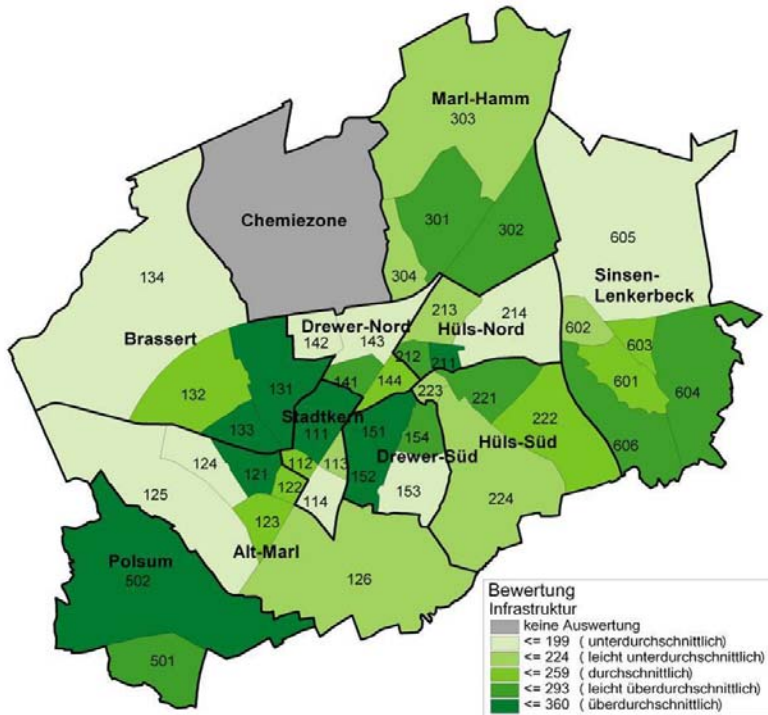 Marl-Hamm
303
Chemiezone
301
302
605
134
304
Sinsen-
Lenkerbeck
213
214
Drewer-Nord
Hüls-Nord
602
Brassert
142
143
603
212
211
131
141
144
601
604
132
223
221
Stadtkern
111
151
222
133
154
Hüls-Süd
124
112
113
Drewer-Süd
606
121
152
125
122
153
114
224
123
Alt-Marl
Polsum
502
126
501
Bewertung
Infrastruktur
keine Auswertung
<= 199 ( unterdurchschnittlich)
<= 224 ( leicht unterdurchschnittlich)
<= 259 ( durchschnittlich)
<= 293 ( leicht überdurchschnittlich)
<= 360 ( überdurchschnittlich)